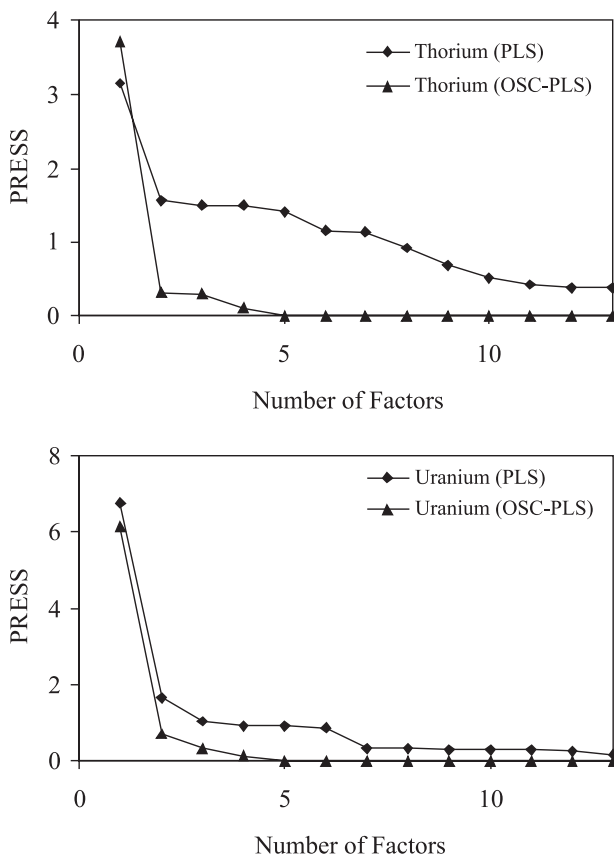 4
Thorium (PLS)
Thorium (OSC-PLS)
3
PRESS
2
1
0
0
5
10
Number of Factors
8
Uranium (PLS)
Uranium (OSC-PLS)
6
PRESS
4
2
0
0
5
10
Number of Factors